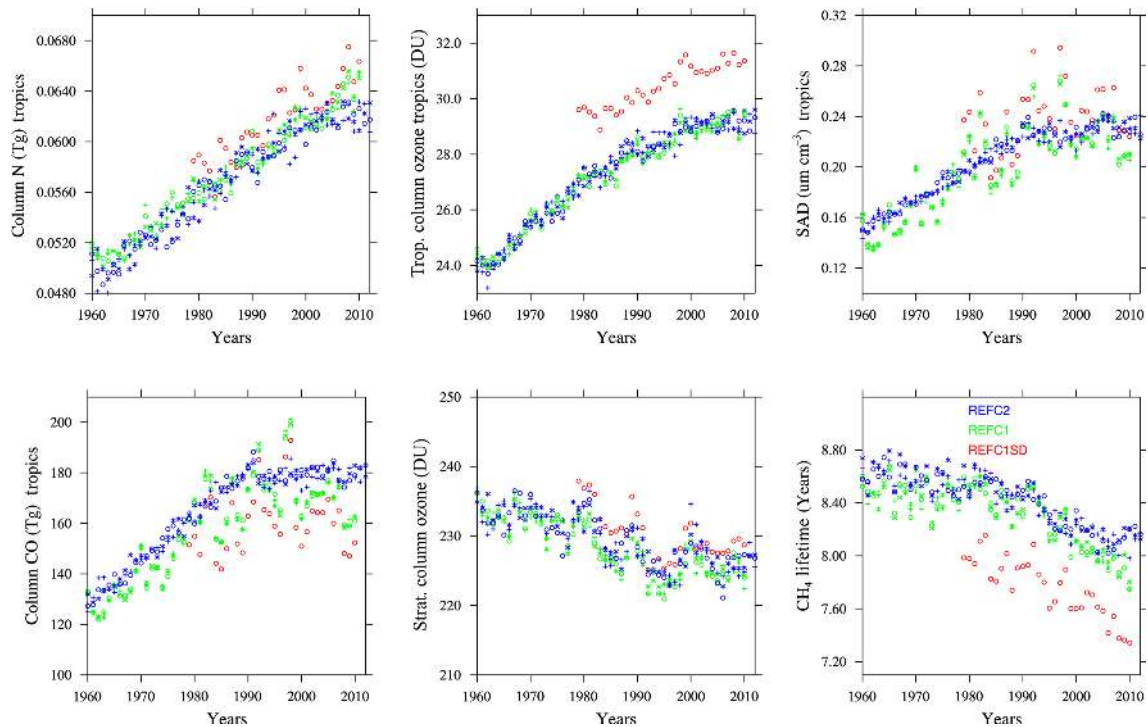 Column N (Tg) tropics
0.0680
0.0640
0.0600
0.0560
0.0520
0.0480
1960 1970 1980 1990 2000 2010
Years
Trop. column ozone tropics (DU)
32.0
30.0
28.0
26.0
24.0
1960 1970 1980 1990 2000 2010
Years
SAD (um cm⁻³) tropics
0.32
0.28
0.24
0.20
0.16
0.12
1960 1970 1980 1990 2000 2010
Years
Column CO (Tg) tropics
200
180
160
140
120
100
1960 1970 1980 1990 2000 2010
Years
Strat. column ozone (DU)
250
240
230
220
210
1960 1970 1980 1990 2000 2010
Years
CH₄ lifetime (Years)
8.80
8.40
8.00
7.60
7.20
REFC2
REFC1
REFC1SD
1960 1970 1980 1990 2000 2010
Years